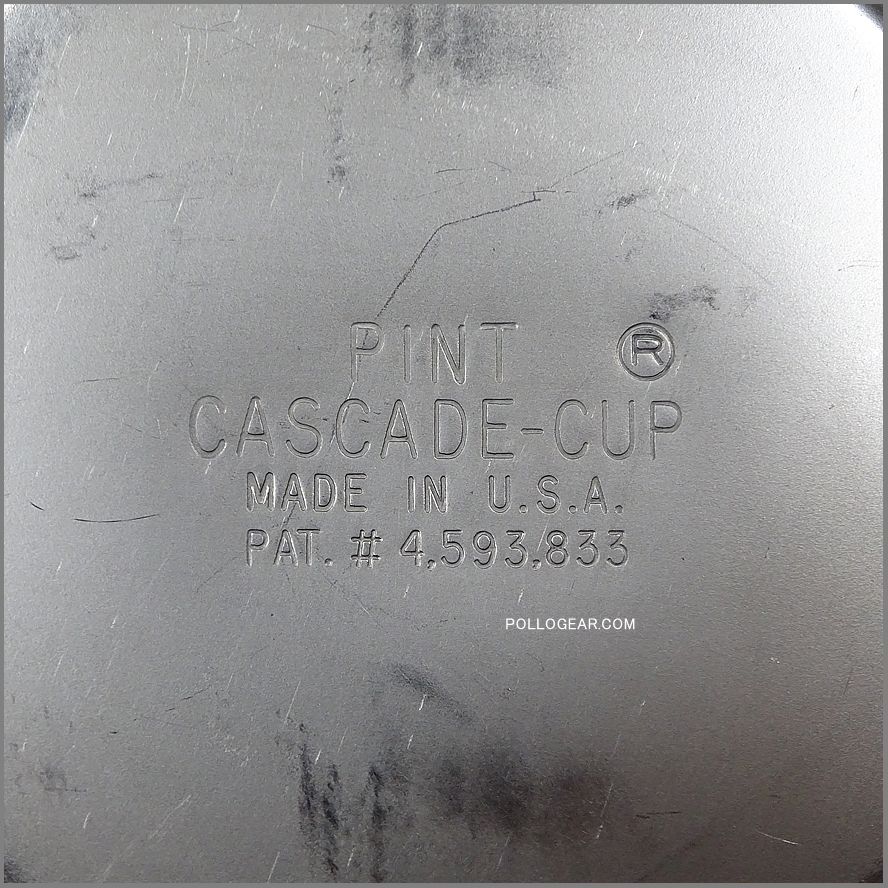 PINT ®
CASCADE-CUP
MADE IN U.S.A.
PAT. # 4,593,833
POLLOGEAR.COM